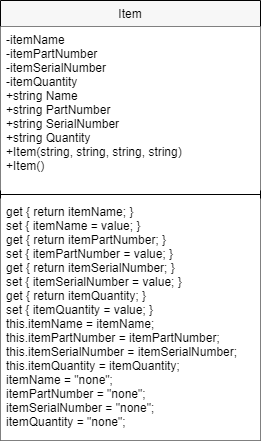 Item
-itemName
-itemPartNumber
-itemSerialNumber
-itemQuantity
+string Name
+string PartNumber
+string SerialNumber
+string Quantity
+Item(string, string, string, string)
+Item()
get { return itemName; }
set { itemName = value; }
get { return itemPartNumber; }
set { itemPartNumber = value; }
get { return itemSerialNumber; }
set { itemSerialNumber = value; }
get { return itemQuantity; }
set { itemQuantity = value; }
this.itemName = itemName;
this.itemPartNumber = itemPartNumber;
this.itemSerialNumber = itemSerialNumber;
this.itemQuantity = itemQuantity;
itemName = "none";
itemPartNumber = "none";
itemSerialNumber = "none";
itemQuantity = "none";